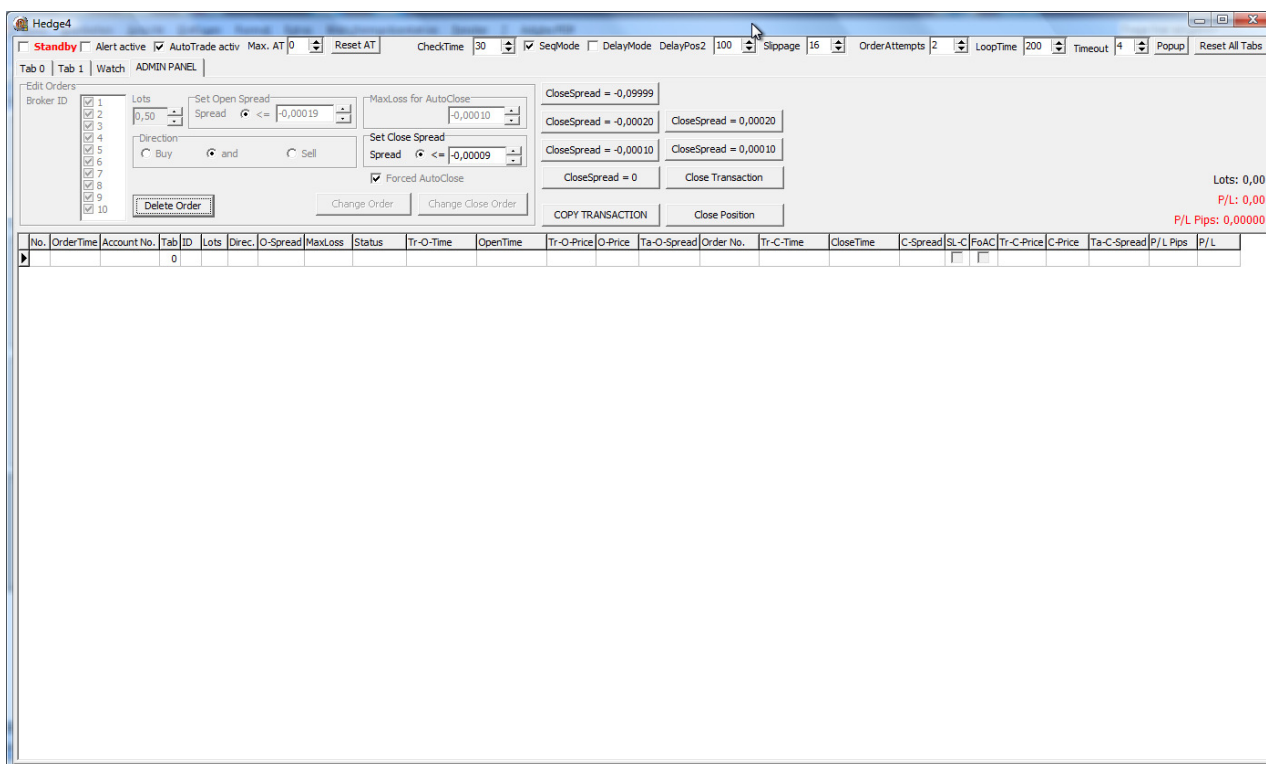 Hedge4
Standby Alert active AutoTrade activ Max. AT 0 Reset AT CheckTime 30 SeqMode DelayMode DelayPos2 100 Slippage 16 OrderAttempts 2 LoopTime 200 Timeout 4 Popup Reset All Tabs
Tab 0 Tab 1 Watch ADMIN PANEL
Edit Orders
Broker ID
1
2
3
4
5
6
7
8
9
10
Lots
0,50
Set Open Spread
Spread <= -0,00019
MaxLoss for AutoClose
-0,00010
Direction
Buy and Sell
Set Close Spread
Spread <= -0,00009
Forced AutoClose
Delete Order Change Order Change Close Order
CloseSpread = -0,09999
CloseSpread = -0,00020 CloseSpread = 0,00020
CloseSpread = -0,00010 CloseSpread = 0,00010
CloseSpread = 0 Close Transaction
COPY TRANSACTION Close Position
Lots: 0,00
P/L: 0,00
P/L Pips: 0,00000
No. OrderTime Account No. Tab ID Lots Direc. O-Spread MaxLoss Status Tr-O-Time OpenTime Tr-O-Price O-Price Ta-O-Spread Order No. Tr-C-Time CloseTime C-Spread SL-C FoAC Tr-C-Price C-Price Ta-C-Spread P/L Pips P/L
0